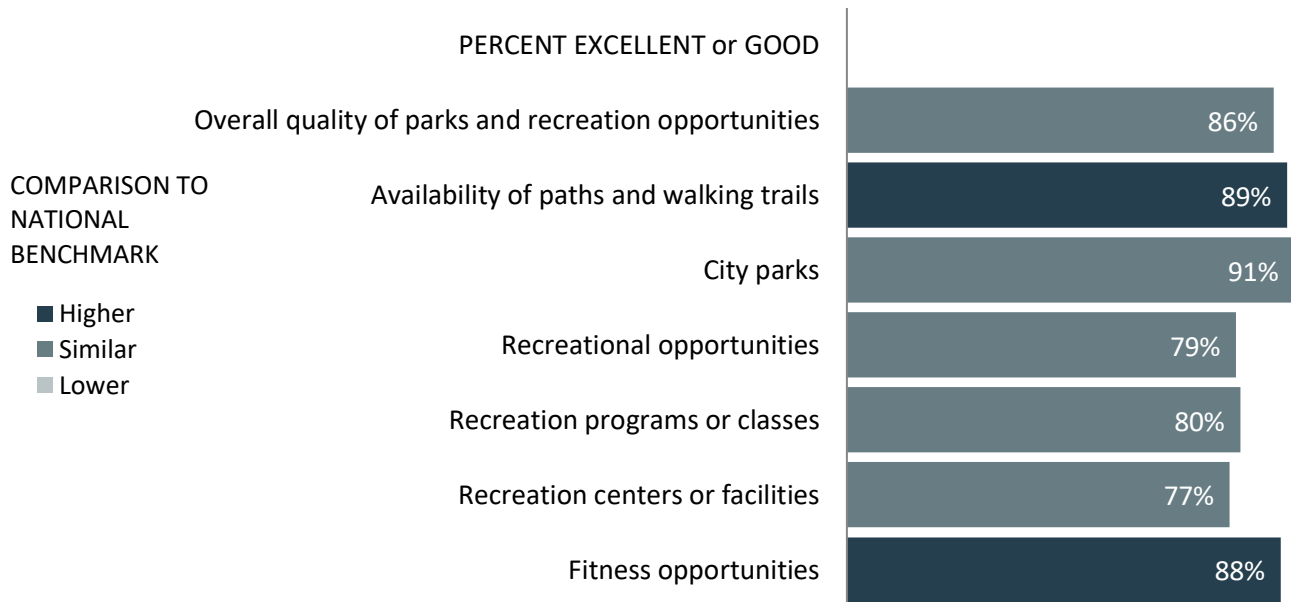 PERCENT EXCELLENT or GOOD
Overall quality of parks and recreation opportunities 86%
COMPARISON TO
NATIONAL
BENCHMARK
Higher
Similar
Lower
Availability of paths and walking trails 89%
City parks 91%
Recreational opportunities 79%
Recreation programs or classes 80%
Recreation centers or facilities 77%
Fitness opportunities 88%